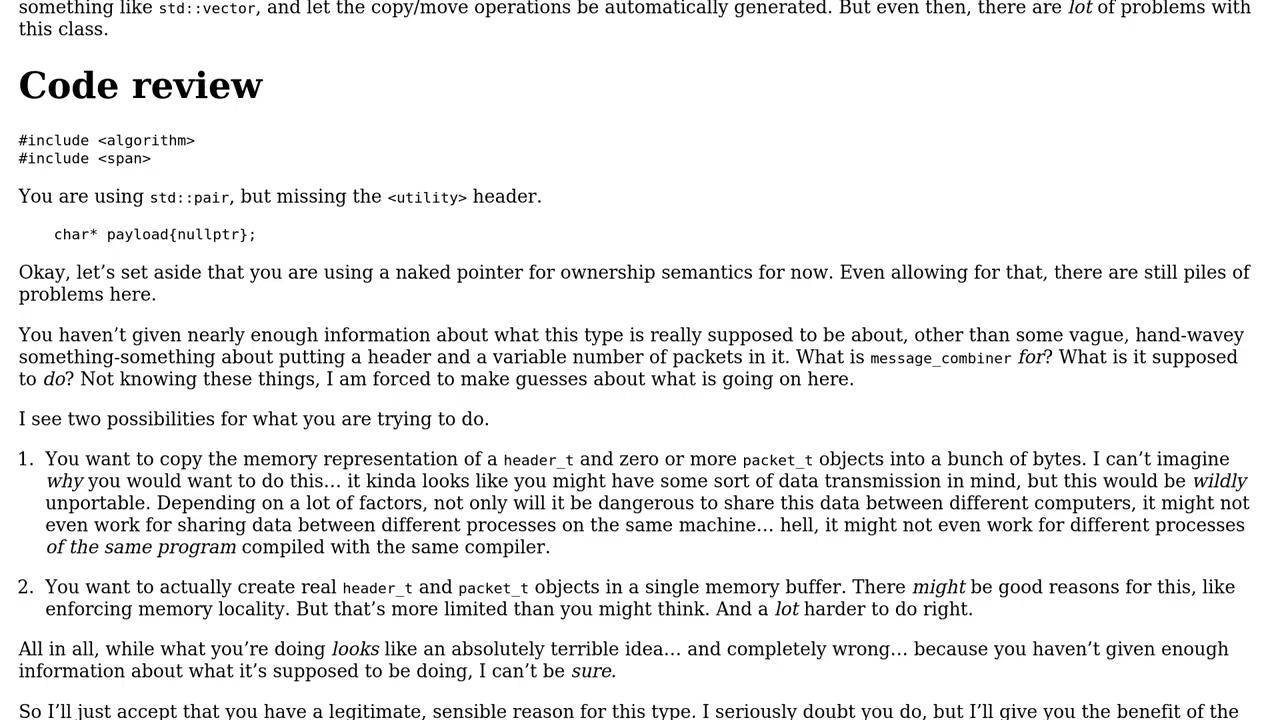 something like std::vector, and let the copy/move operations be automatically generated. But even then, there are lot of problems with
this class.
Code review
#include <algorithm>
#include <span>
You are using std::pair, but missing the <utility> header.
char* payload{nullptr};
Okay, let’s set aside that you are using a naked pointer for ownership semantics for now. Even allowing for that, there are still piles of
problems here.
You haven’t given nearly enough information about what this type is really supposed to be about, other than some vague, hand-wavey
something-something about putting a header and a variable number of packets in it. What is message_combiner for? What is it supposed
to do? Not knowing these things, I am forced to make guesses about what is going on here.
I see two possibilities for what you are trying to do.
1. You want to copy the memory representation of a header_t and zero or more packet_t objects into a bunch of bytes. I can’t imagine
why you would want to do this… it kinda looks like you might have some sort of data transmission in mind, but this would be wildly
unportable. Depending on a lot of factors, not only will it be dangerous to share this data between different computers, it might not
even work for sharing data between different processes on the same machine… hell, it might not even work for different processes
of the same program compiled with the same compiler.
2. You want to actually create real header_t and packet_t objects in a single memory buffer. There might be good reasons for this, like
enforcing memory locality. But that’s more limited than you might think. And a lot harder to do right.
All in all, while what you’re doing looks like an absolutely terrible idea… and completely wrong… because you haven’t given enough
information about what it’s supposed to be doing, I can’t be sure.
So I’ll just accept that you have a legitimate, sensible reason for this type. I seriously doubt you do, but I’ll give you the benefit of the